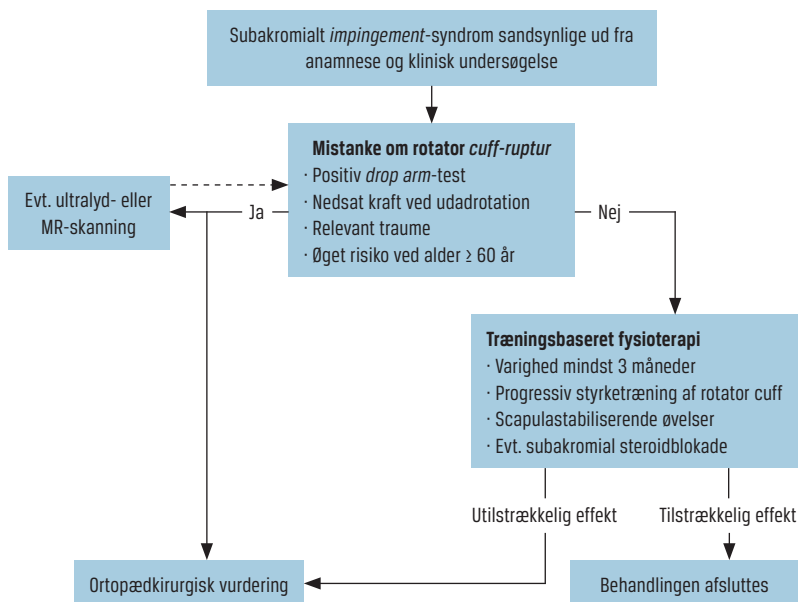 Subakromialt impingement-syndrom sandsynlige ud fra
anamnese og klinisk undersøgelse
Mistanke om rotator cuff-ruptur
· Positiv drop arm-test
· Nedsat kraft ved udadrotation
· Relevant traume
· Øget risiko ved alder ≥ 60 år
Evt. ultralyd- eller
MR-skanning
Ja
Nej
Træningsbaseret fysioterapi
· Varighed mindst 3 måneder
· Progressiv styrketræning af rotator cuff
· Scapulastabiliserende øvelser
· Evt. subakromial steroidblokade
Utilstrækkelig effekt
Tilstrækkelig effekt
Ortopædkirurgisk vurdering
Behandlingen afsluttes